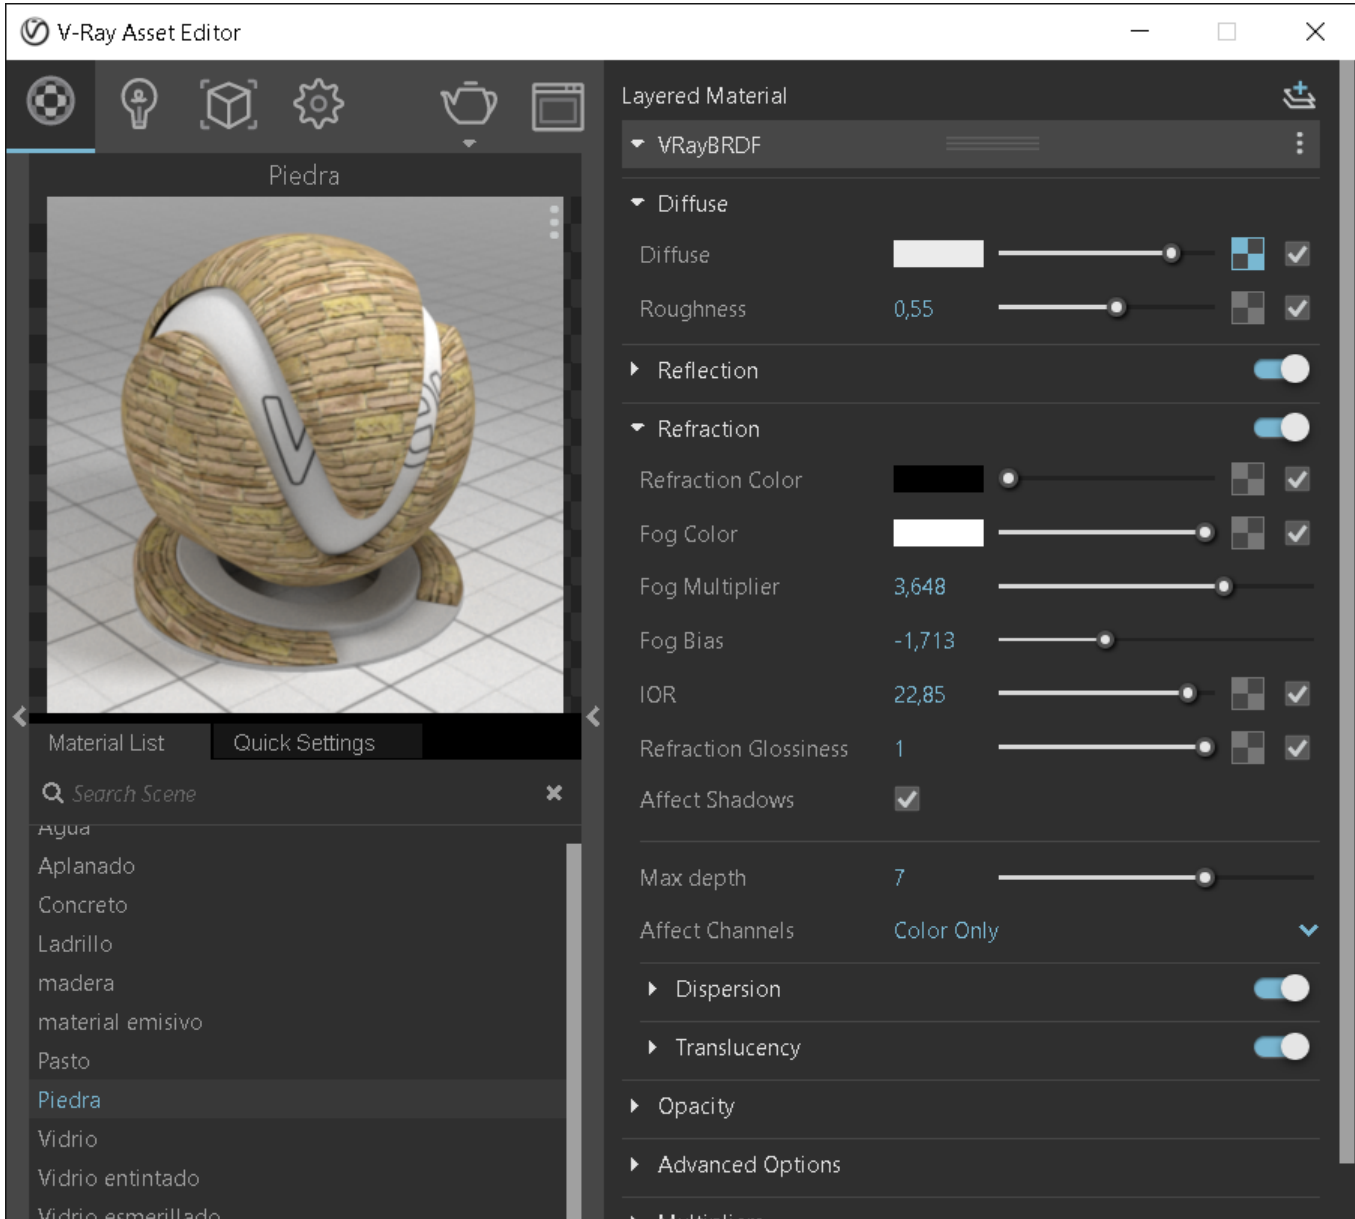 V-Ray Asset Editor
Piedra
Material List
Quick Settings
Search Scene
Agua
Aplanado
Concreto
Ladrillo
madera
material emisivo
Pasto
Piedra
Vidrio
Vidrio entintado
Vidrio esmerillado
Layered Material
VRayBRDF
Diffuse
Diffuse
Roughness 0,55
Reflection
Refraction
Refraction Color
Fog Color
Fog Multiplier 3,648
Fog Bias -1,713
IOR 22,85
Refraction Glossiness 1
Affect Shadows
Max depth 7
Affect Channels Color Only
Dispersion
Translucency
Opacity
Advanced Options